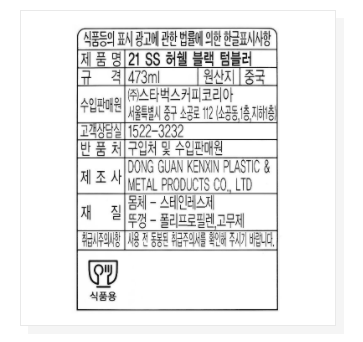 식품등의 표시 광고에 관한 법률에 의한 한글표시사항
제 품 명 21 SS 허쉘 블랙 텀블러
규 격 473ml 원산지 중국
수입판매원 ㈜스타벅스커피코리아
서울특별시 중구 소공로 112 (소공동,1층,지하1층)
고객상담실 1522-3232
반 품 처 구입처 및 수입판매원
제 조 사 DONG GUAN KENXIN PLASTIC &
METAL PRODUCTS CO., LTD
재 질 몸체 - 스테인레스제
뚜껑 - 폴리프로필렌,고무제
취급시주의사항 사용 전 동봉된 취급주의서를 확인해 주시기 바랍니다.
식품용